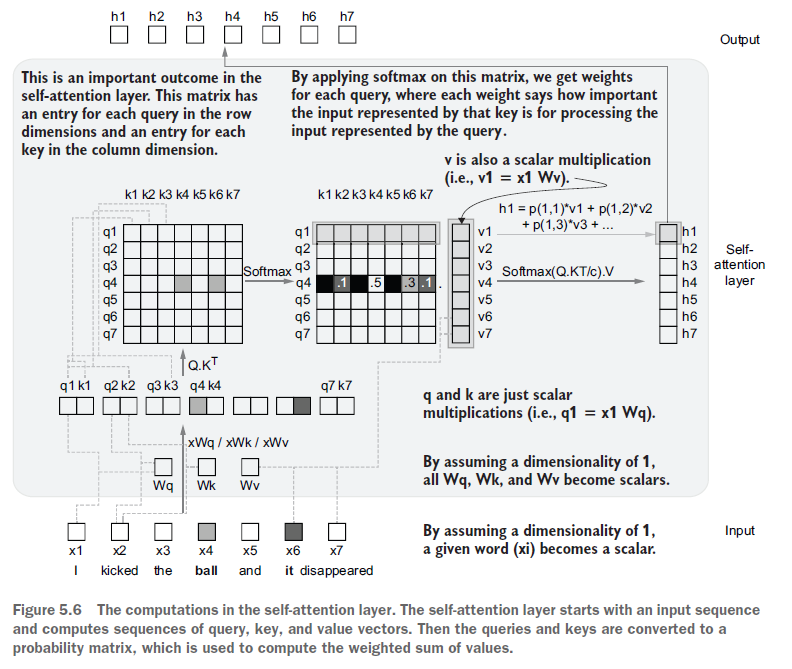 h1 h2 h3 h4 h5 h6 h7
Output
This is an important outcome in the
self-attention layer. This matrix has
an entry for each query in the row
dimensions and an entry for each
key in the column dimension.
By applying softmax on this matrix, we get weights
for each query, where each weight says how important
the input represented by that key is for processing the
input represented by the query.
v is also a scalar multiplication
(i.e., v1 = x1 Wv).
k1 k2 k3 k4 k5 k6 k7
q1
q2
q3
q4
q5
q6
q7
Softmax
k1 k2 k3 k4 k5 k6 k7
q1
q2
q3
q4 .1 .5 .3 .1 .
q5
q6
q7
v1
v2
v3
v4
v5
v6
v7
h1 = p(1,1)*v1 + p(1,2)*v2
+ p(1,3)*v3 + ...
Softmax(Q.KT/c).V
h1
h2
h3
h4
h5
h6
h7
Self-
attention
layer
Q.KT
q1 k1 q2 k2 q3 k3 q4 k4 q7 k7
q and k are just scalar
multiplications (i.e., q1 = x1 Wq).
xWq / xWk / xWv
Wq Wk Wv
By assuming a dimensionality of 1,
all Wq, Wk, and Wv become scalars.
By assuming a dimensionality of 1,
a given word (xi) becomes a scalar.
Input
x1 x2 x3 x4 x5 x6 x7
I kicked the ball and it disappeared
Figure 5.6 The computations in the self-attention layer. The self-attention layer starts with an input sequence
and computes sequences of query, key, and value vectors. Then the queries and keys are converted to a
probability matrix, which is used to compute the weighted sum of values.